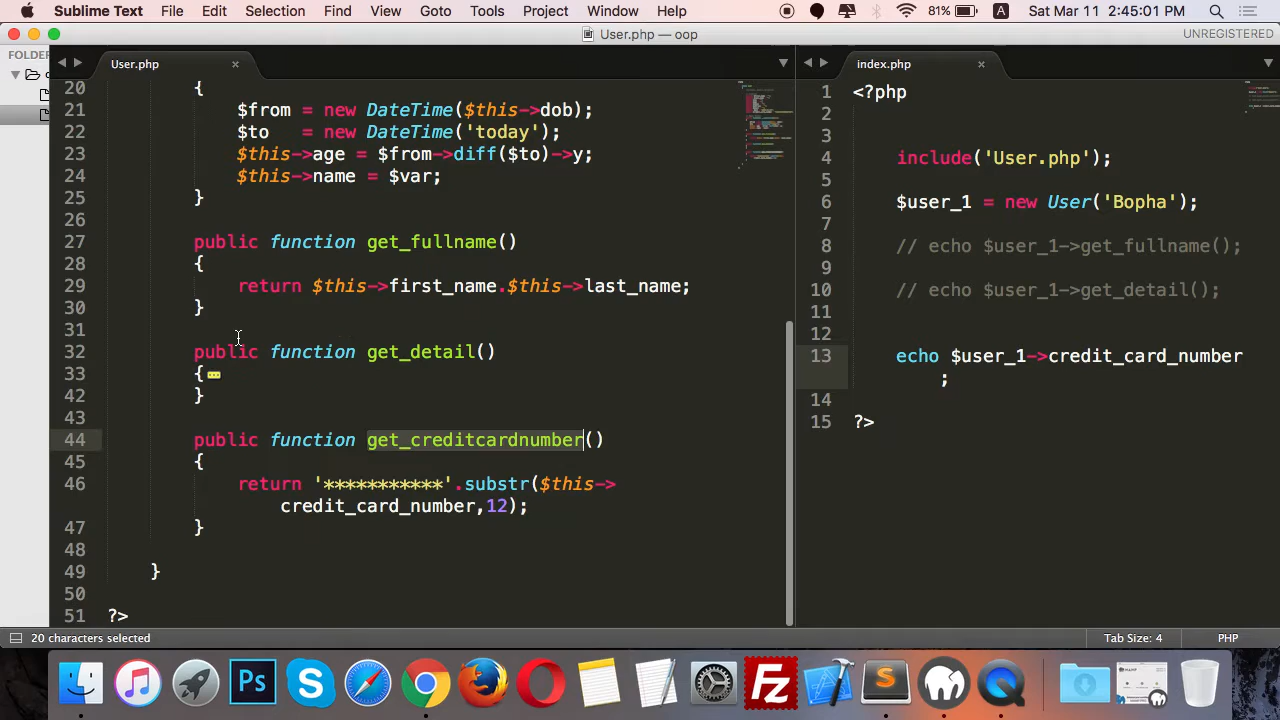 Sublime Text File Edit Selection Find View Goto Tools Project Window Help 81% A Sat Mar 11 2:45:01 PM
User.php — oop UNREGISTERED
FOLDER
User.php ×
20 {
21 $from = new DateTime($this->dob);
22 $to = new DateTime('today');
23 $this->age = $from->diff($to)->y;
24 $this->name = $var;
25 }
26
27 public function get_fullname()
28 {
29 return $this->first_name.$this->last_name;
30 }
31
32 public function get_detail()
33 {
42 }
43
44 public function get_creditcardnumber()
45 {
46 return '***********'.substr($this->
credit_card_number,12);
47 }
48
49 }
50
51 ?>
index.php ×
1 <?php
2
3
4 include('User.php');
5
6 $user_1 = new User('Bopha');
7
8 // echo $user_1->get_fullname();
9
10 // echo $user_1->get_detail();
11
12
13 echo $user_1->credit_card_number
;
14
15 ?>
20 characters selected Tab Size: 4 PHP